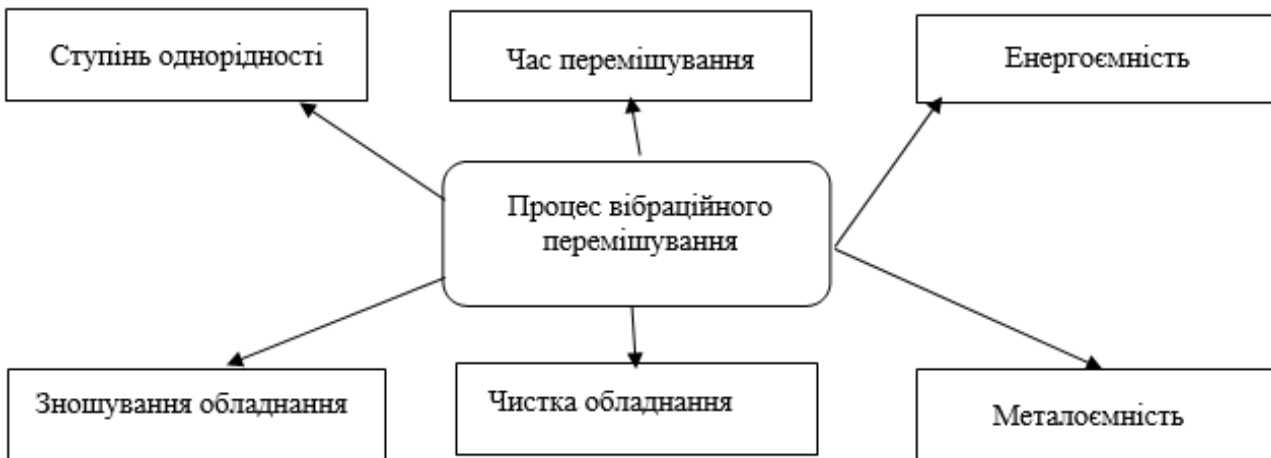 Ступінь однорідності
Час перемішування
Енергоємність
Процес вібраційного
перемішування
Зношування обладнання
Чистка обладнання
Металоємність